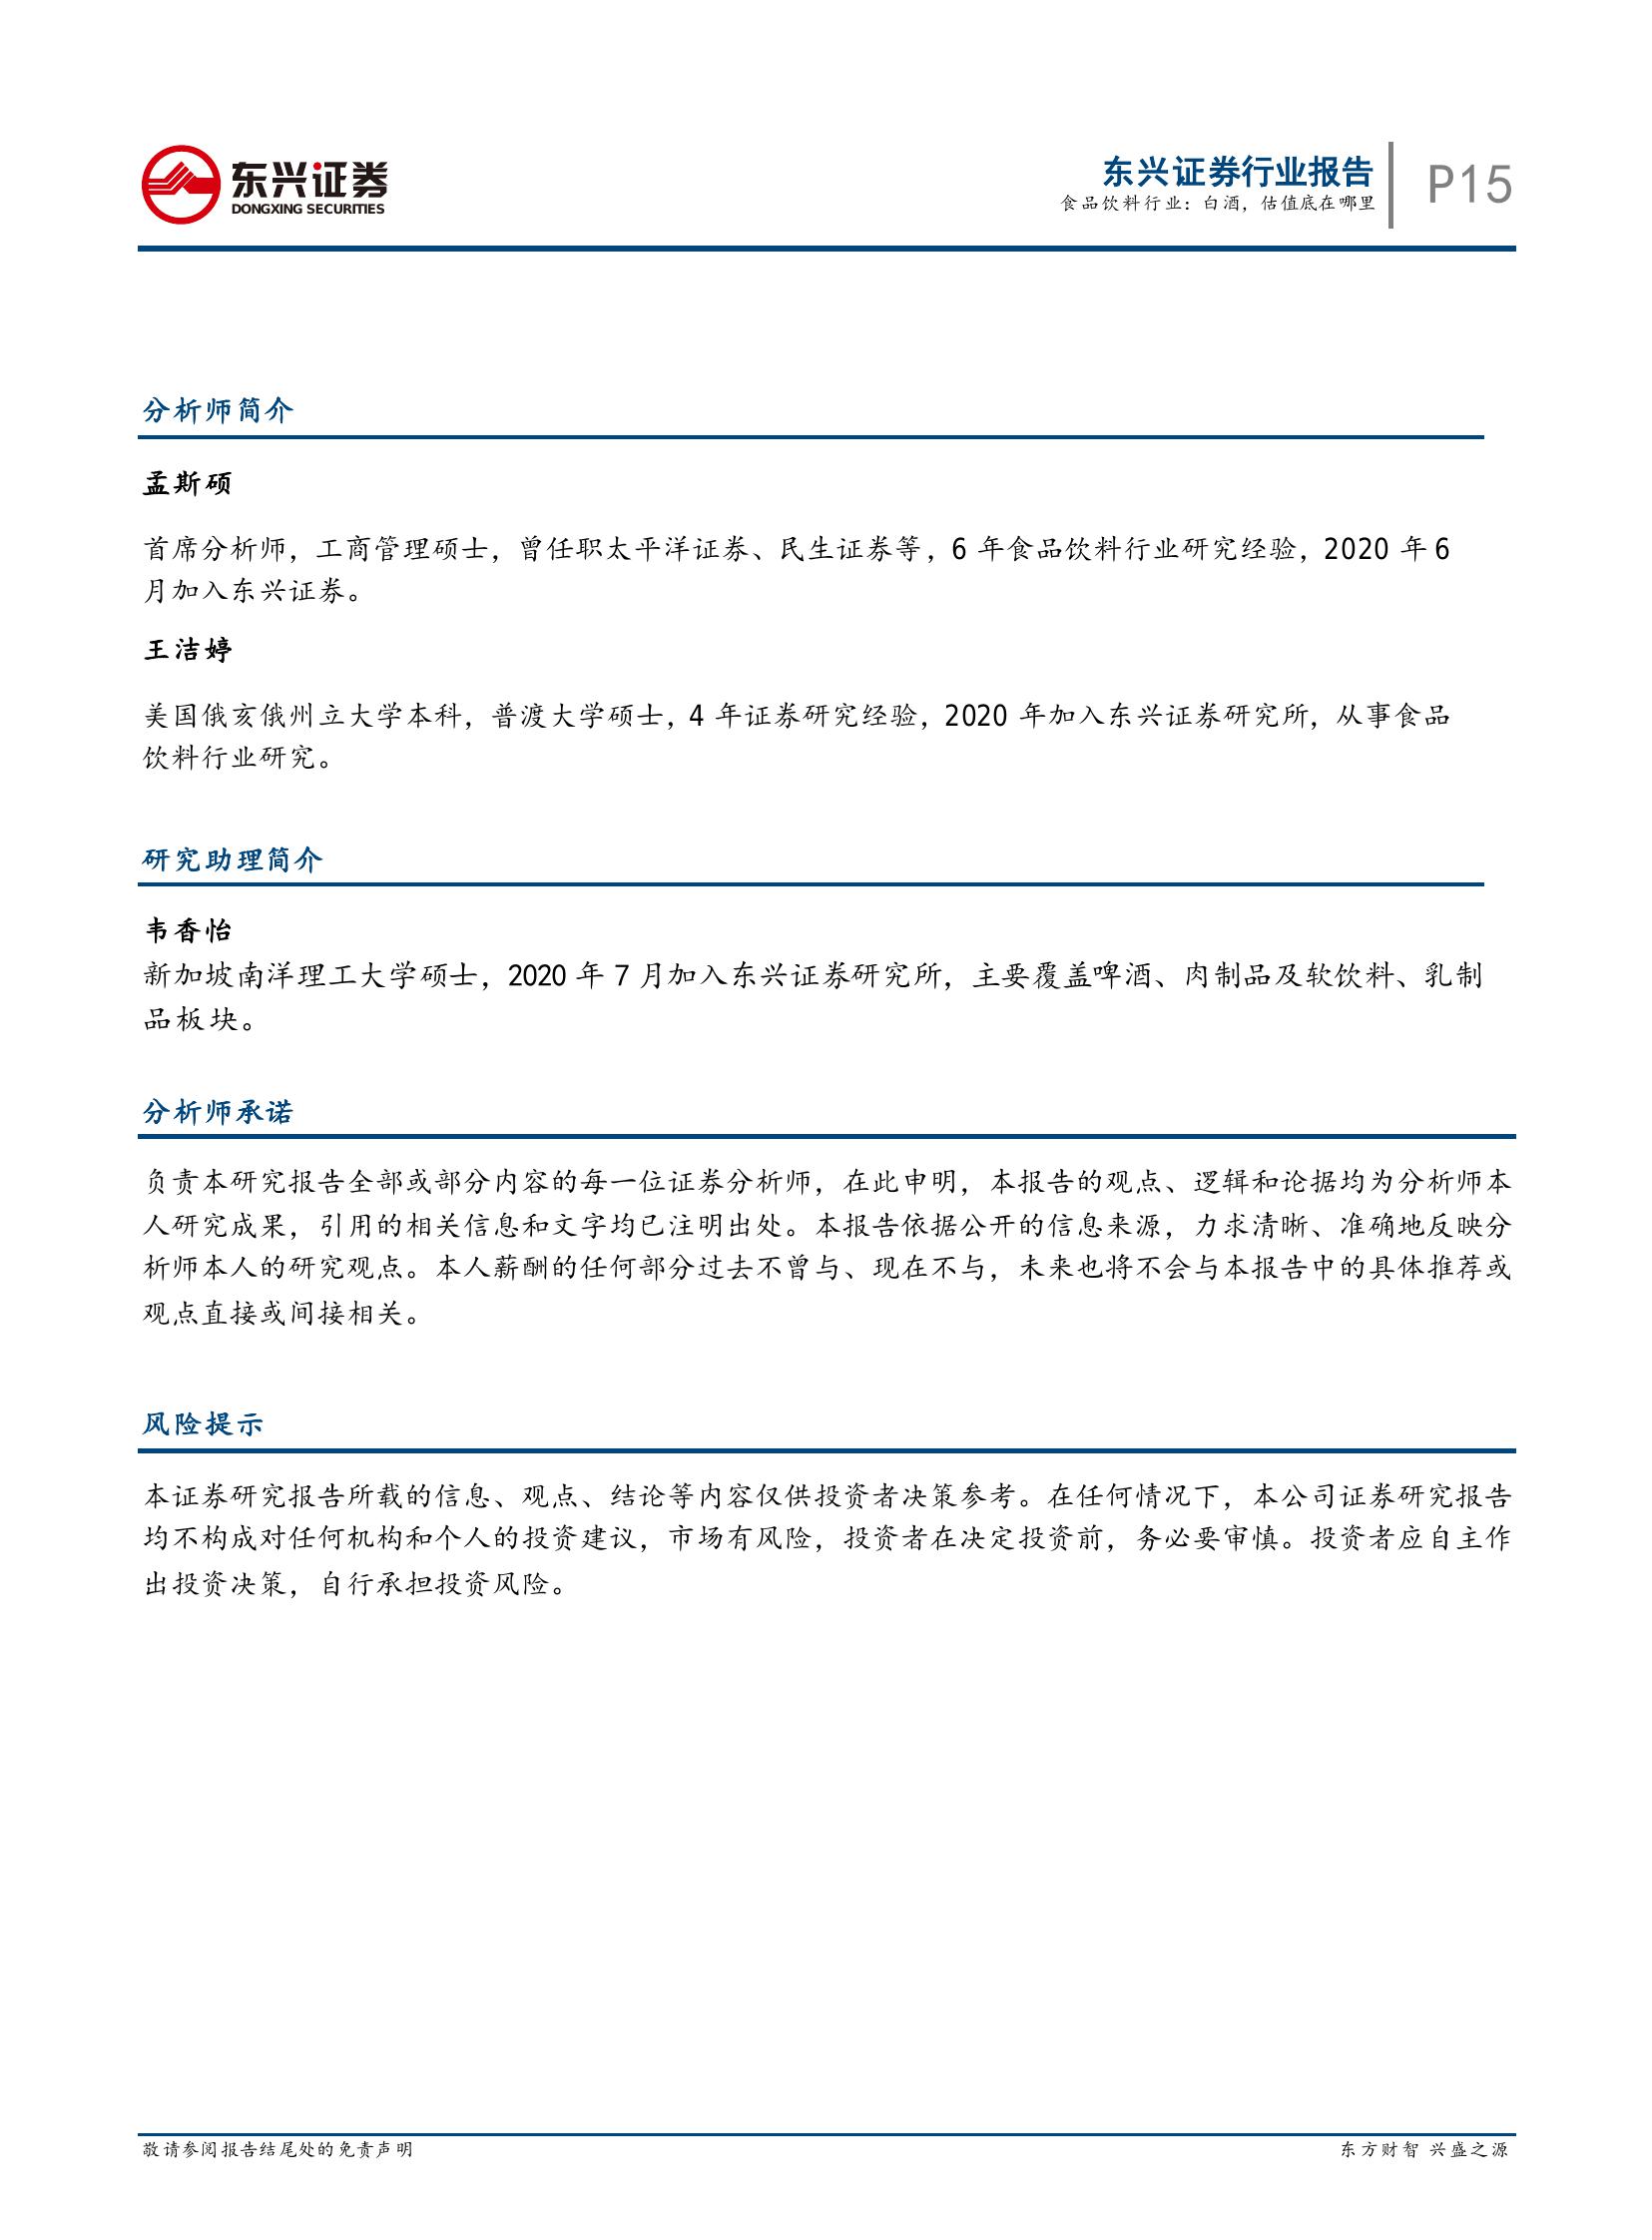 东兴证券
DONGXING SECURITIES
东兴证券行业报告
食品饮料行业：白酒，估值底在哪里
P15
分析师简介
孟斯硕
首席分析师，工商管理硕士，曾任职太平洋证券、民生证券等，6 年食品饮料行业研究经验，2020 年 6
月加入东兴证券。
王洁婷
美国俄亥俄州立大学本科，普渡大学硕士，4 年证券研究经验，2020 年加入东兴证券研究所，从事食品
饮料行业研究。
研究助理简介
韦香怡
新加坡南洋理工大学硕士，2020 年 7 月加入东兴证券研究所，主要覆盖啤酒、肉制品及软饮料、乳制
品板块。
分析师承诺
负责本研究报告全部或部分内容的每一位证券分析师，在此申明，本报告的观点、逻辑和论据均为分析师本
人研究成果，引用的相关信息和文字均已注明出处。本报告依据公开的信息来源，力求清晰、准确地反映分
析师本人的研究观点。本人薪酬的任何部分过去不曾与、现在不与，未来也将不会与本报告中的具体推荐或
观点直接或间接相关。
风险提示
本证券研究报告所载的信息、观点、结论等内容仅供投资者决策参考。在任何情况下，本公司证券研究报告
均不构成对任何机构和个人的投资建议，市场有风险，投资者在决定投资前，务必要审慎。投资者应自主作
出投资决策，自行承担投资风险。
敬请参阅报告结尾处的免责声明
东方财智 兴盛之源